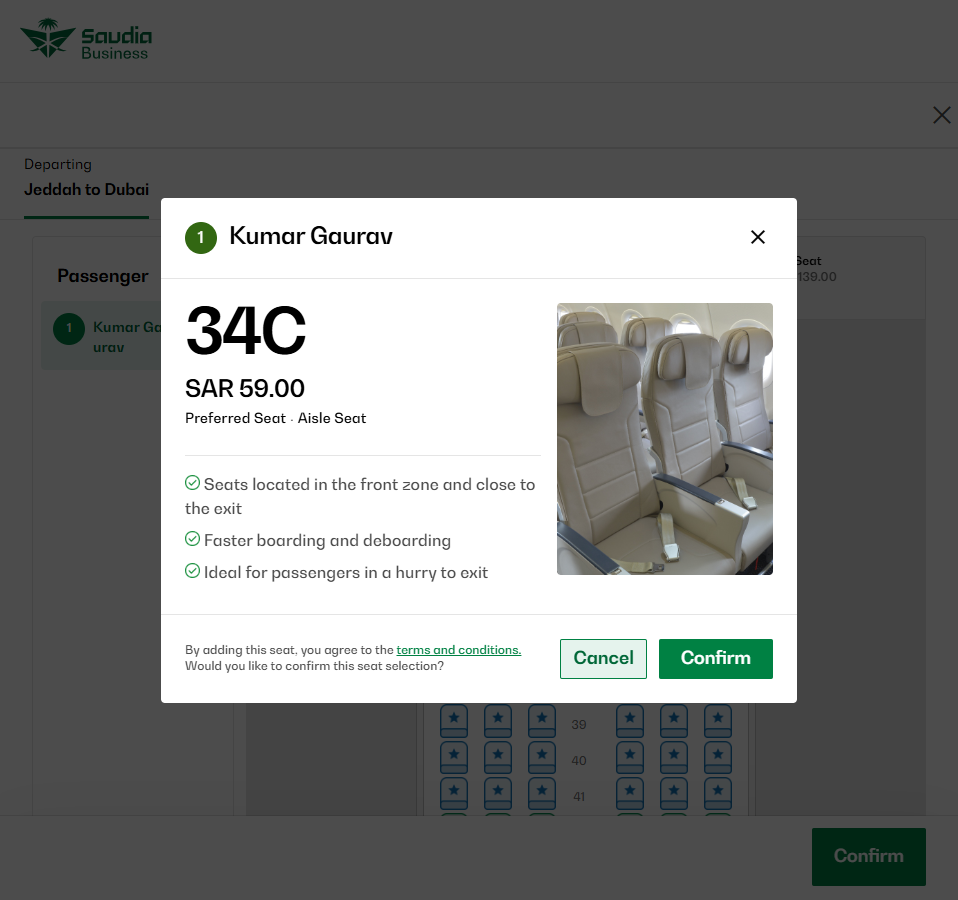 Saudia
Business
Departing
Jeddah to Dubai
1 Kumar Gaurav
Passenger
1 Kumar Ga
urav
Seat
139.00
34C
SAR 59.00
Preferred Seat · Aisle Seat
Seats located in the front zone and close to
the exit
Faster boarding and deboarding
Ideal for passengers in a hurry to exit
By adding this seat, you agree to the terms and conditions.
Would you like to confirm this seat selection?
Cancel
Confirm
39
40
41
Confirm